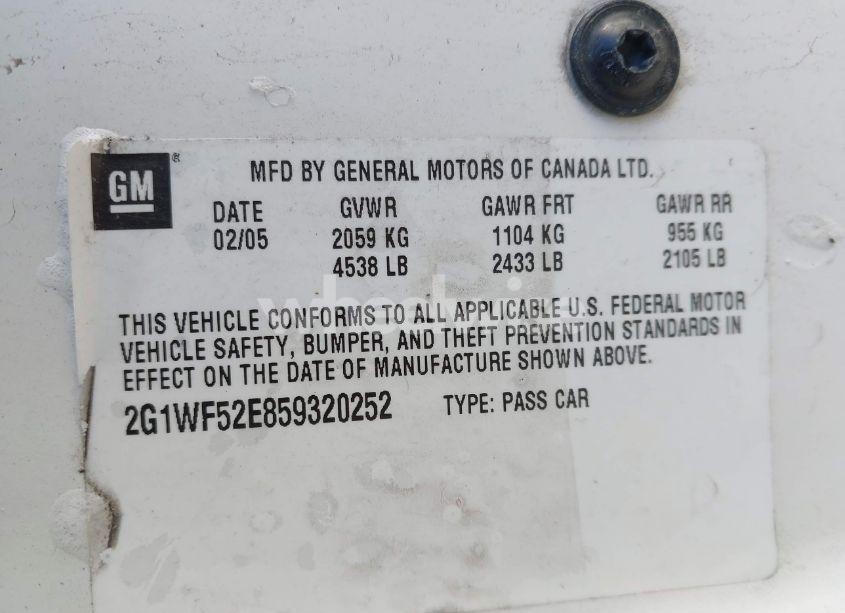 GM®
MFD BY GENERAL MOTORS OF CANADA LTD.
DATE GVWR GAWR FRT GAWR RR
02/05 2059 KG 1104 KG 955 KG
4538 LB 2433 LB 2105 LB
THIS VEHICLE CONFORMS TO ALL APPLICABLE U.S. FEDERAL MOTOR
VEHICLE SAFETY, BUMPER, AND THEFT PREVENTION STANDARDS IN
EFFECT ON THE DATE OF MANUFACTURE SHOWN ABOVE.
2G1WF52E859320252 TYPE: PASS CAR